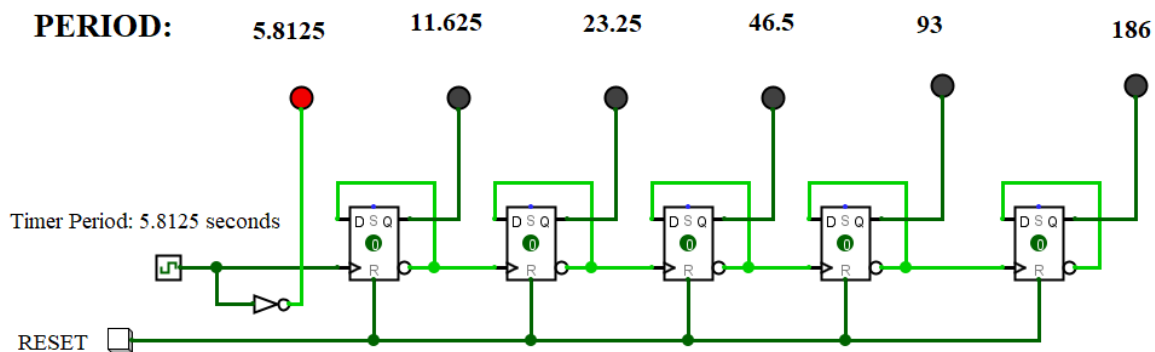 PERIOD: 5.8125 11.625 23.25 46.5 93 186
D S Q D S Q D S Q D S Q D S Q
Timer Period: 5.8125 seconds
0 0 0 0 0
R R R R R
RESET